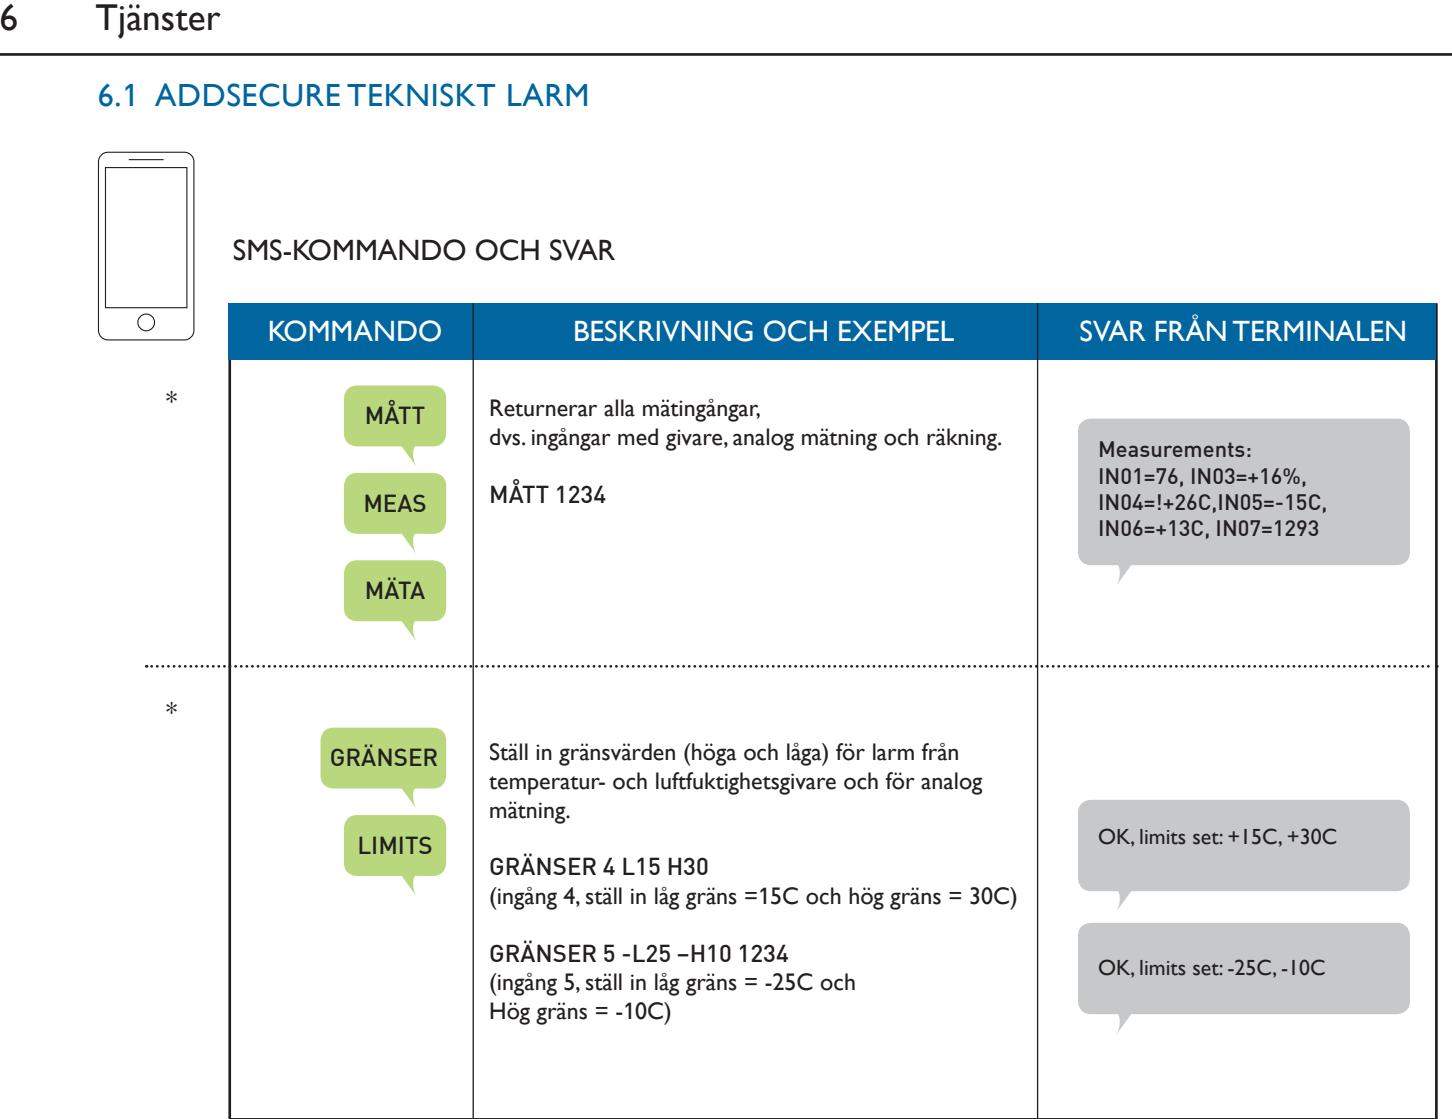 6 Tjänster
6.1 ADDSECURE TEKNISKT LARM
SMS-KOMMANDO OCH SVAR
KOMMANDO BESKRIVNING OCH EXEMPEL SVAR FRÅN TERMINALEN
*
MÅTT
MEAS
MÄTA
Returnerar alla mätingångar,
dvs. ingångar med givare, analog mätning och räkning.
MÅTT 1234
Measurements:
IN01=76, IN03=+16%,
IN04=!+26C,IN05=-15C,
IN06=+13C, IN07=1293
*
GRÄNSER
LIMITS
Ställ in gränsvärden (höga och låga) för larm från
temperatur- och luftfuktighetsgivare och för analog
mätning.
GRÄNSER 4 L15 H30
(ingång 4, ställ in låg gräns =15C och hög gräns = 30C)
GRÄNSER 5 -L25 –H10 1234
(ingång 5, ställ in låg gräns = -25C och
Hög gräns = -10C)
OK, limits set: +15C, +30C
OK, limits set: -25C, -10C